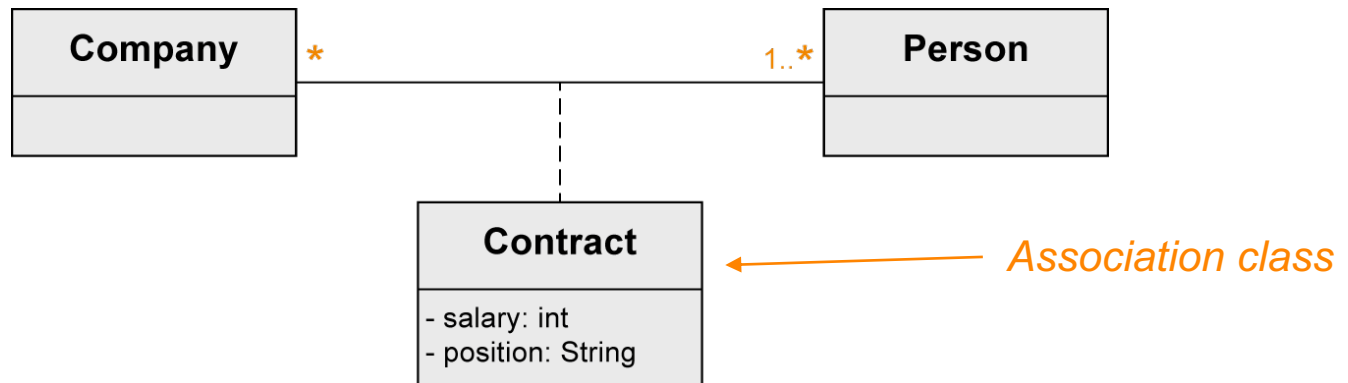 Company
*
1..*
Person
Contract
Association class
- salary: int
- position: String